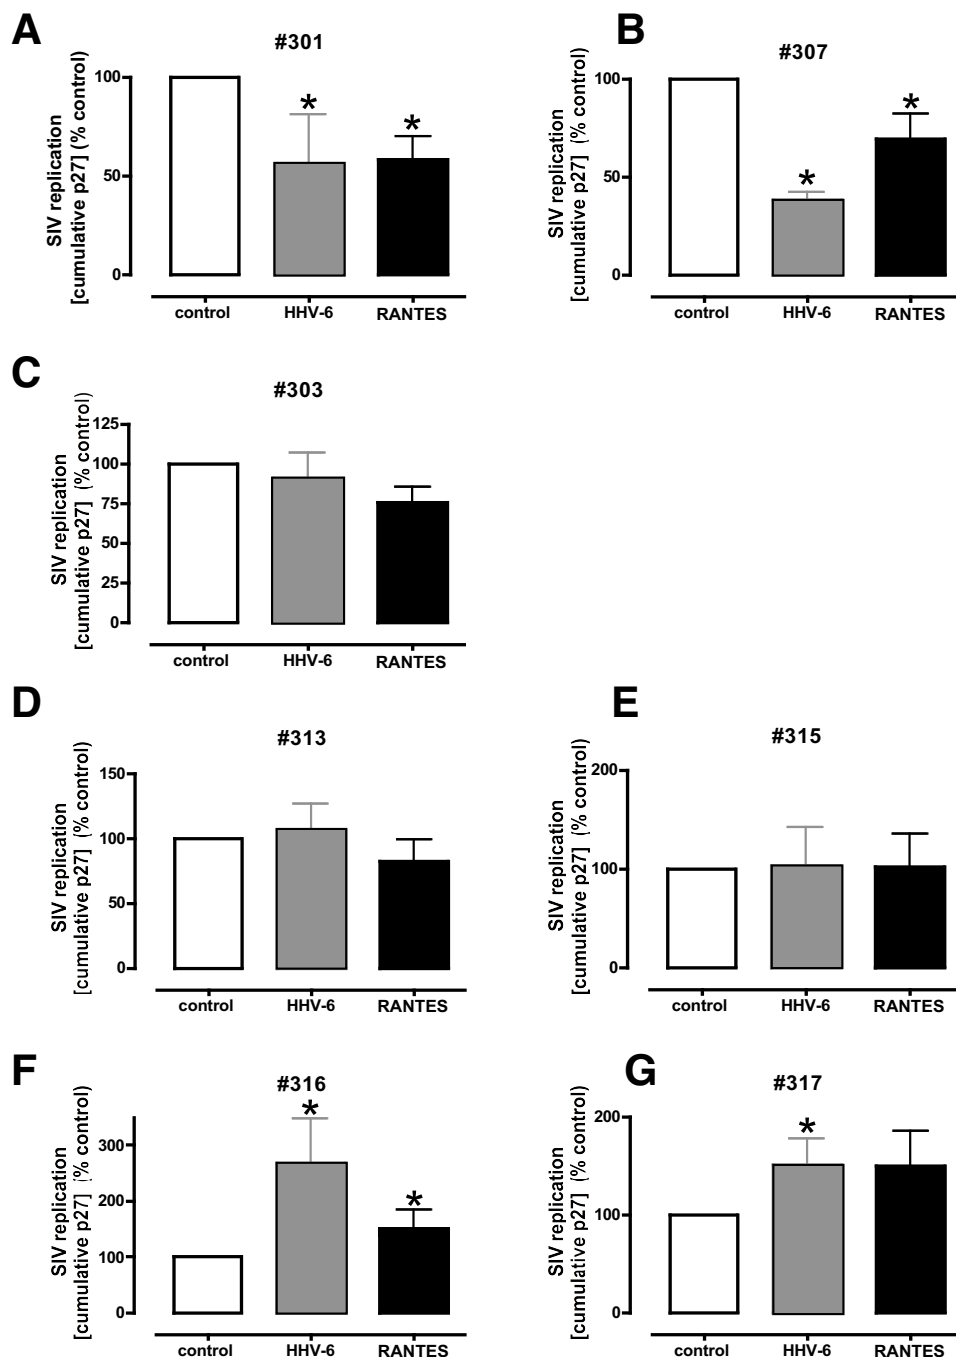 A
#301
SIV replication
[cumulative p27] (% control)
100
50
0
control HHV-6 RANTES
*
*
B
#307
SIV replication
[cumulative p27] (% control)
100
50
0
control HHV-6 RANTES
*
*
C
#303
SIV replication
[cumulative p27] (% control)
125
100
75
50
25
0
control HHV-6 RANTES
D
#313
SIV replication
[cumulative p27] (% control)
150
100
50
0
control HHV-6 RANTES
E
#315
SIV replication
[cumulative p27] (% control)
200
100
0
control HHV-6 RANTES
F
#316
SIV replication
[cumulative p27] (% control)
300
200
100
0
control HHV-6 RANTES
*
*
G
#317
SIV replication
[cumulative p27] (% control)
200
100
0
control HHV-6 RANTES
*